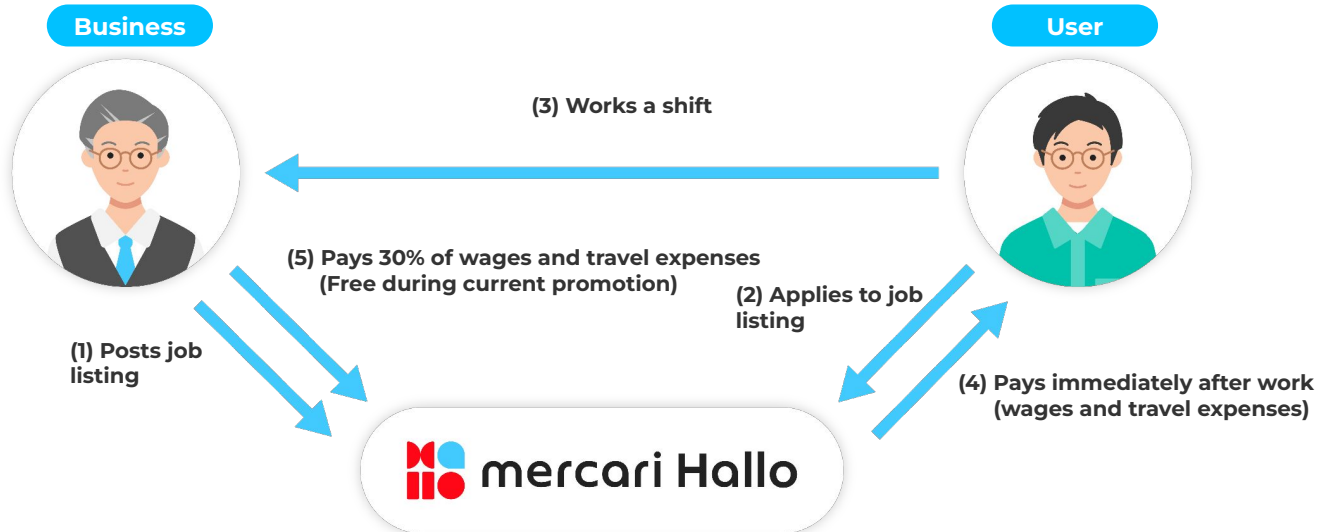 Business
User
(3) Works a shift
(5) Pays 30% of wages and travel expenses
(Free during current promotion)
(2) Applies to job
listing
(1) Posts job
listing
(4) Pays immediately after work
(wages and travel expenses)
mercari Hallo